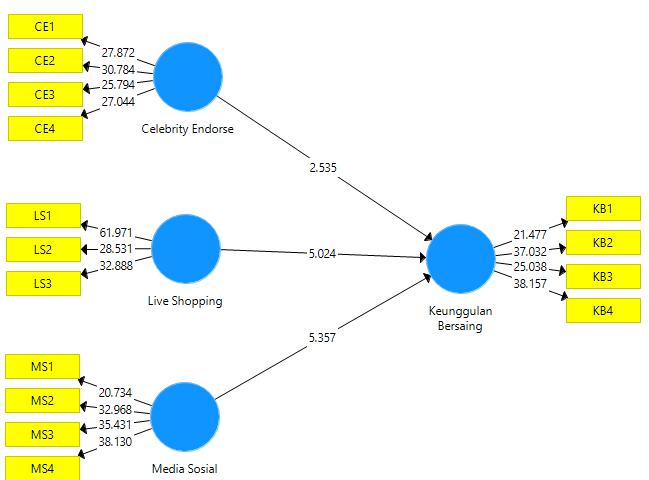 CE1
27.872
CE2
30.784
CE3
25.794
CE4
27.044
Celebrity Endorse
2.535
LS1
61.971
LS2
28.531
LS3
32.888
Live Shopping
5.024
KB1
21.477
KB2
37.032
KB3
25.038
KB4
38.157
Keunggulan
Bersaing
5.357
MS1
20.734
MS2
32.968
MS3
35.431
MS4
38.130
Media Sosial